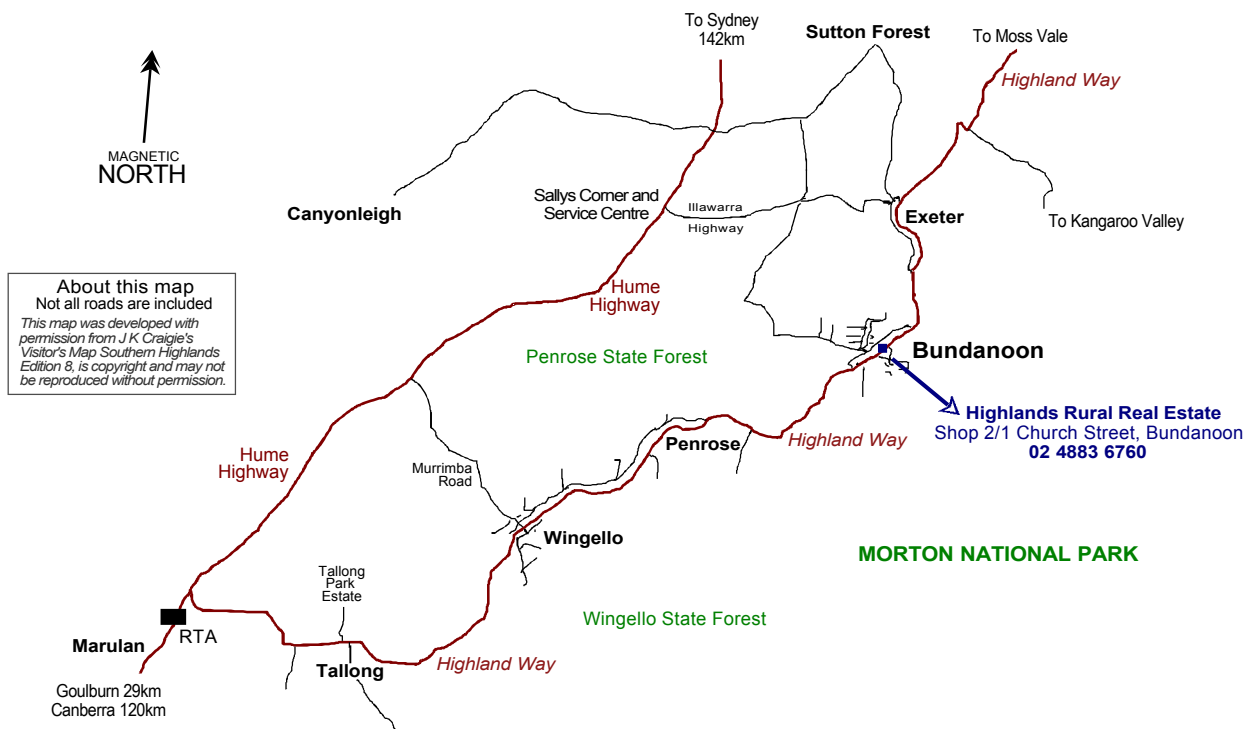 To Sydney
142km
Sutton Forest
To Moss Vale
Highland Way
MAGNETIC
NORTH
Canyonleigh
Sallys Corner and
Service Centre
Illawarra
Highway
Exeter
To Kangaroo Valley
About this map
Not all roads are included
This map was developed with
permission from J K Craigie's
Visitor's Map Southern Highlands
Edition 8, is copyright and may not
be reproduced without permission.
Hume
Highway
Penrose State Forest
Bundanoon
Highlands Rural Real Estate
Shop 2/1 Church Street, Bundanoon
02 4883 6760
Highland Way
Penrose
Hume
Highway
Murrimba
Road
Wingello
MORTON NATIONAL PARK
Tallong
Park
Estate
Wingello State Forest
RTA
Marulan
Tallong
Highland Way
Goulburn 29km
Canberra 120km